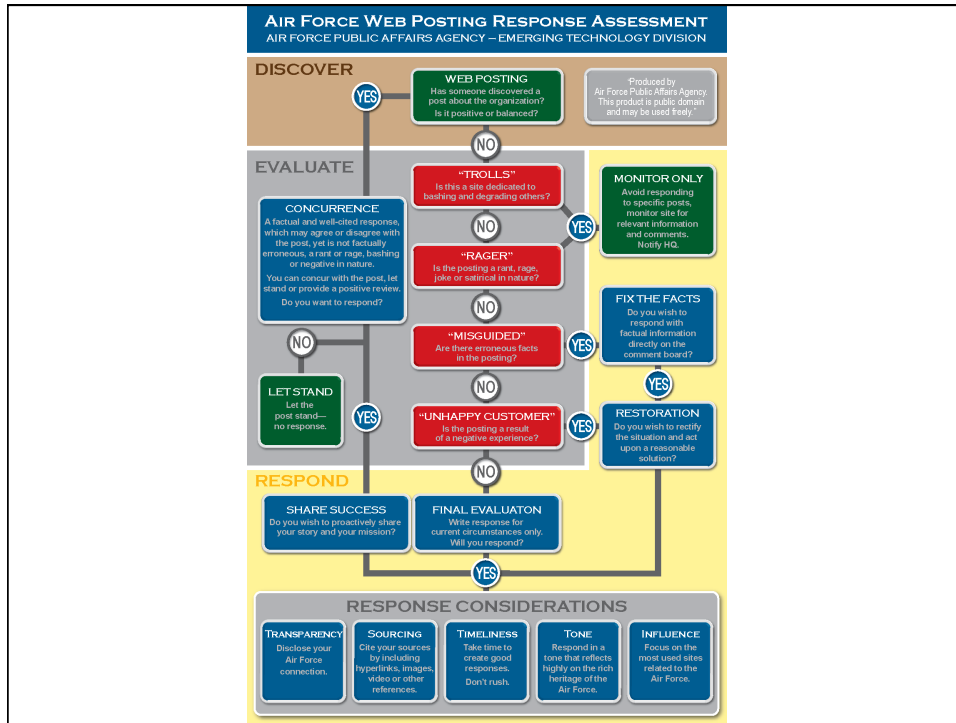 AIR FORCE WEB POSTING RESPONSE ASSESSMENT
AIR FORCE PUBLIC AFFAIRS AGENCY – EMERGING TECHNOLOGY DIVISION
DISCOVER
YES
WEB POSTING
Has someone discovered a
post about the organization?
Is it positive or balanced?
"Produced by
Air Force Public Affairs Agency.
This product is public domain
and may be used freely."
NO
EVALUATE
"TROLLS"
Is this a site dedicated to
bashing and degrading others?
MONITOR ONLY
Avoid responding
to specific posts,
monitor site for
relevant information
and comments.
Notify HQ.
CONCURRENCE
A factual and well-cited response,
which may agree or disagree with
the post, yet is not factually
erroneous, a rant or rage, bashing
or negative in nature.
You can concur with the post, let
stand or provide a positive review.
Do you want to respond?
NO
YES
"RAGER"
Is the posting a rant, rage,
joke or satirical in nature?
NO
FIX THE FACTS
Do you wish to
respond with
factual information
directly on the
comment board?
"MISGUIDED"
Are there erroneous facts
in the posting?
YES
NO
LET STAND
Let the
post stand—
no response.
YES
NO
YES
"UNHAPPY CUSTOMER"
Is the posting a result
of a negative experience?
YES
RESTORATION
Do you wish to rectify
the situation and act
upon a reasonable
solution?
NO
RESPOND
SHARE SUCCESS
Do you wish to proactively share
your story and your mission?
FINAL EVALUATON
Write response for
current circumstances only.
Will you respond?
YES
RESPONSE CONSIDERATIONS
TRANSPARENCY
Disclose your
Air Force
connection.
SOURCING
Cite your sources
by including
hyperlinks, images,
video or other
references.
TIMELINESS
Take time to
create good
responses.
Don't rush.
TONE
Respond in a
tone that reflects
highly on the rich
heritage of the
Air Force.
INFLUENCE
Focus on the
most used sites
related to the
Air Force.